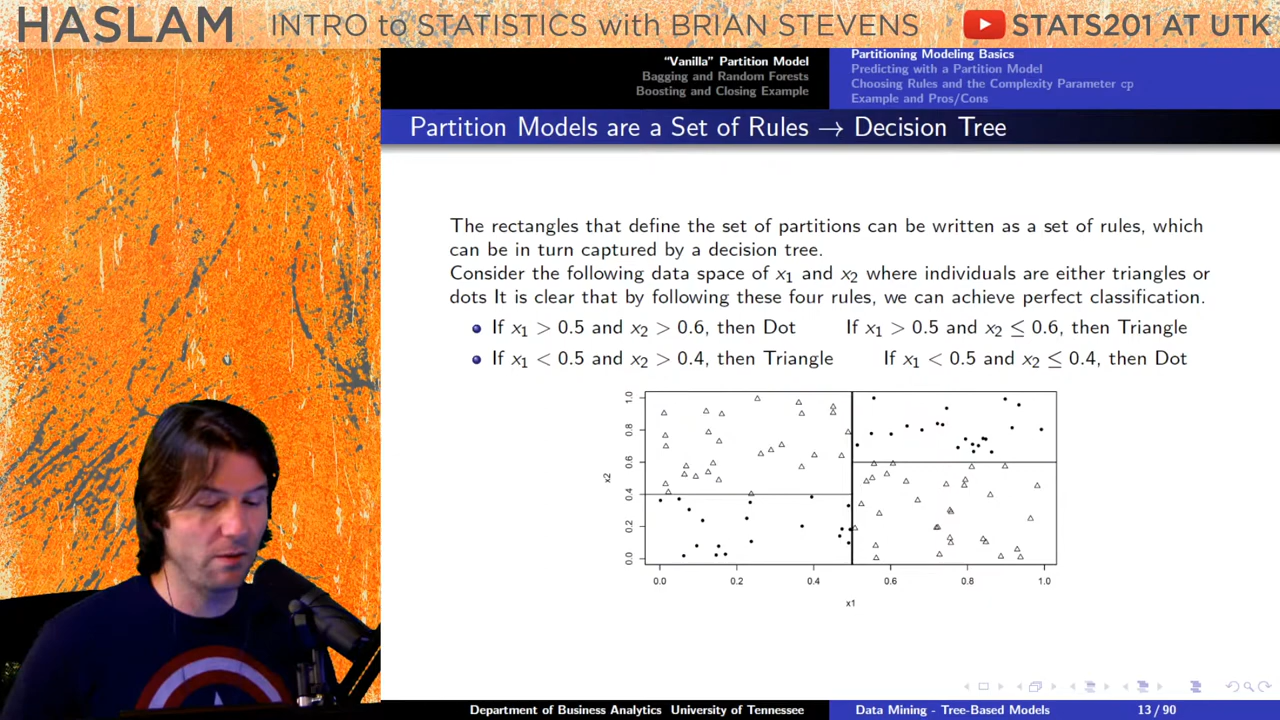 HASLAM INTRO to STATISTICS with BRIAN STEVENS STATS201 AT UTK
"Vanilla" Partition Model
Bagging and Random Forests
Boosting and Closing Example
Partitioning Modeling Basics
Predicting with a Partition Model
Choosing Rules and the Complexity Parameter cp
Example and Pros/Cons
Partition Models are a Set of Rules → Decision Tree
The rectangles that define the set of partitions can be written as a set of rules, which
can be in turn captured by a decision tree.
Consider the following data space of x₁ and x₂ where individuals are either triangles or
dots It is clear that by following these four rules, we can achieve perfect classification.
If x₁ > 0.5 and x₂ > 0.6, then Dot If x₁ > 0.5 and x₂ ≤ 0.6, then Triangle
If x₁ < 0.5 and x₂ > 0.4, then Triangle If x₁ < 0.5 and x₂ ≤ 0.4, then Dot
x2
1.0
0.8
0.6
0.4
0.2
0.0
0.0 0.2 0.4 0.6 0.8 1.0
x1
Department of Business Analytics University of Tennessee Data Mining - Tree-Based Models 13 / 90